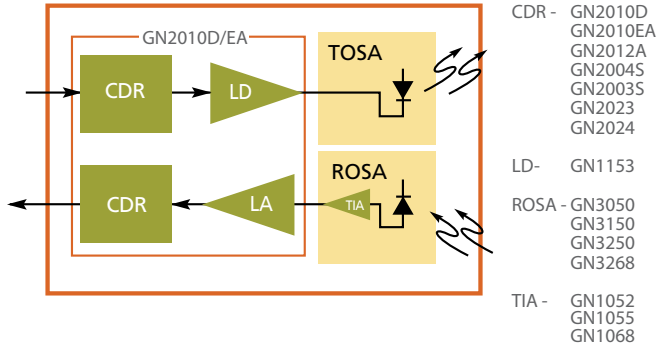 GN2010D/EA
TOSA
CDR
LD
ROSA
CDR
LA
TIA
CDR - GN2010D
GN2010EA
GN2012A
GN2004S
GN2003S
GN2023
GN2024
LD- GN1153
ROSA - GN3050
GN3150
GN3250
GN3268
TIA - GN1052
GN1055
GN1068